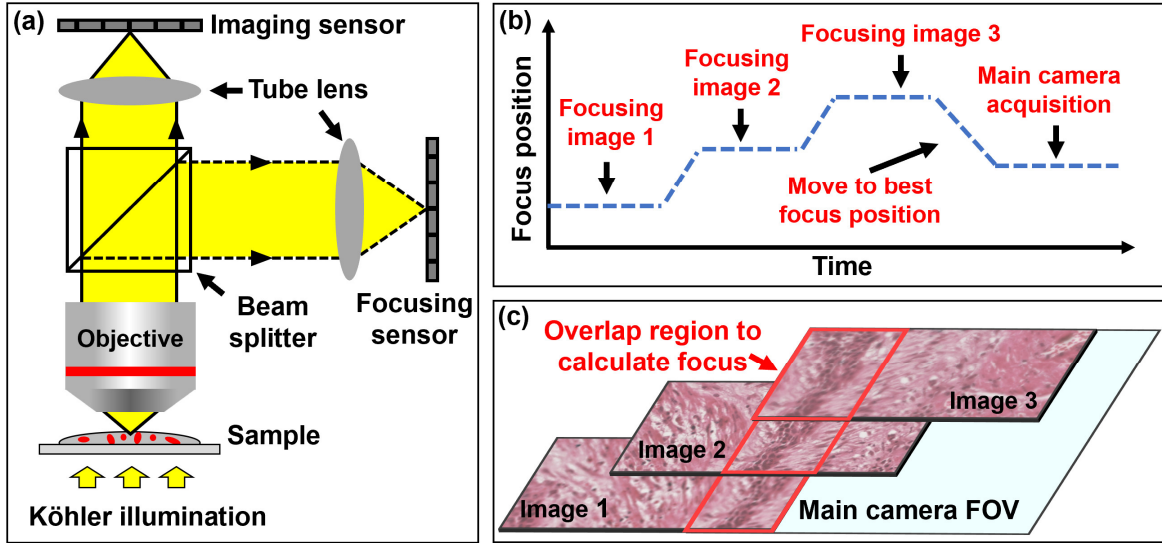 (a)
Imaging sensor
Tube lens
Beam
splitter
Focusing
sensor
Objective
Sample
Köhler illumination
(b)
Focus position
Focusing
image 1
Focusing
image 2
Focusing image 3
Main camera
acquisition
Move to best
focus position
Time
(c)
Overlap region to
calculate focus
Image 3
Image 2
Image 1
Main camera FOV